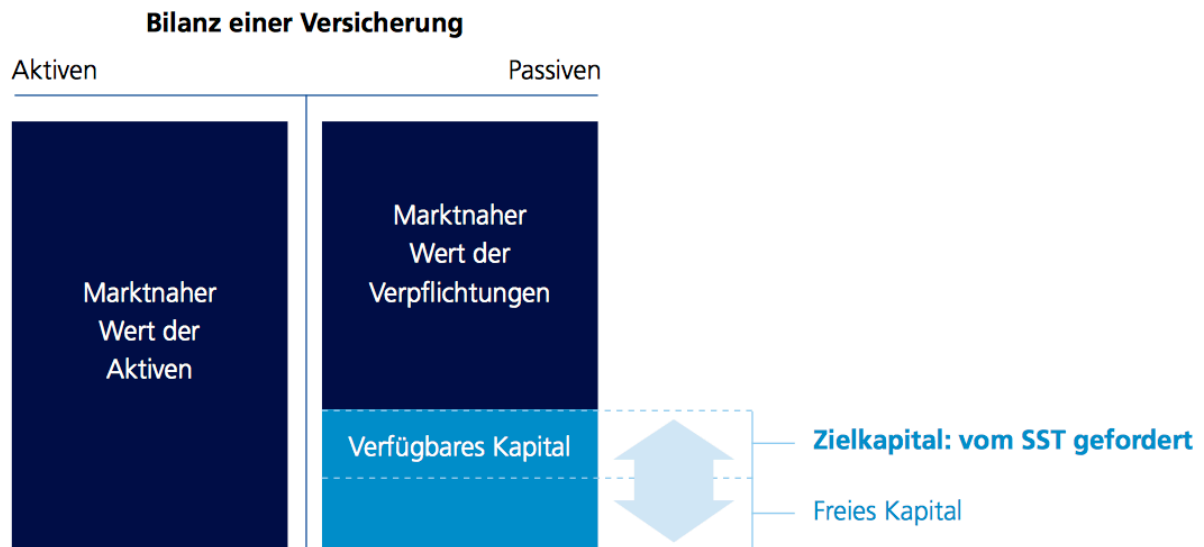 Bilanz einer Versicherung
Aktiven
Passiven
Marktnaher
Wert der
Aktiven
Marktnaher
Wert der
Verpflichtungen
Verfügbares Kapital
Zielkapital: vom SST gefordert
Freies Kapital